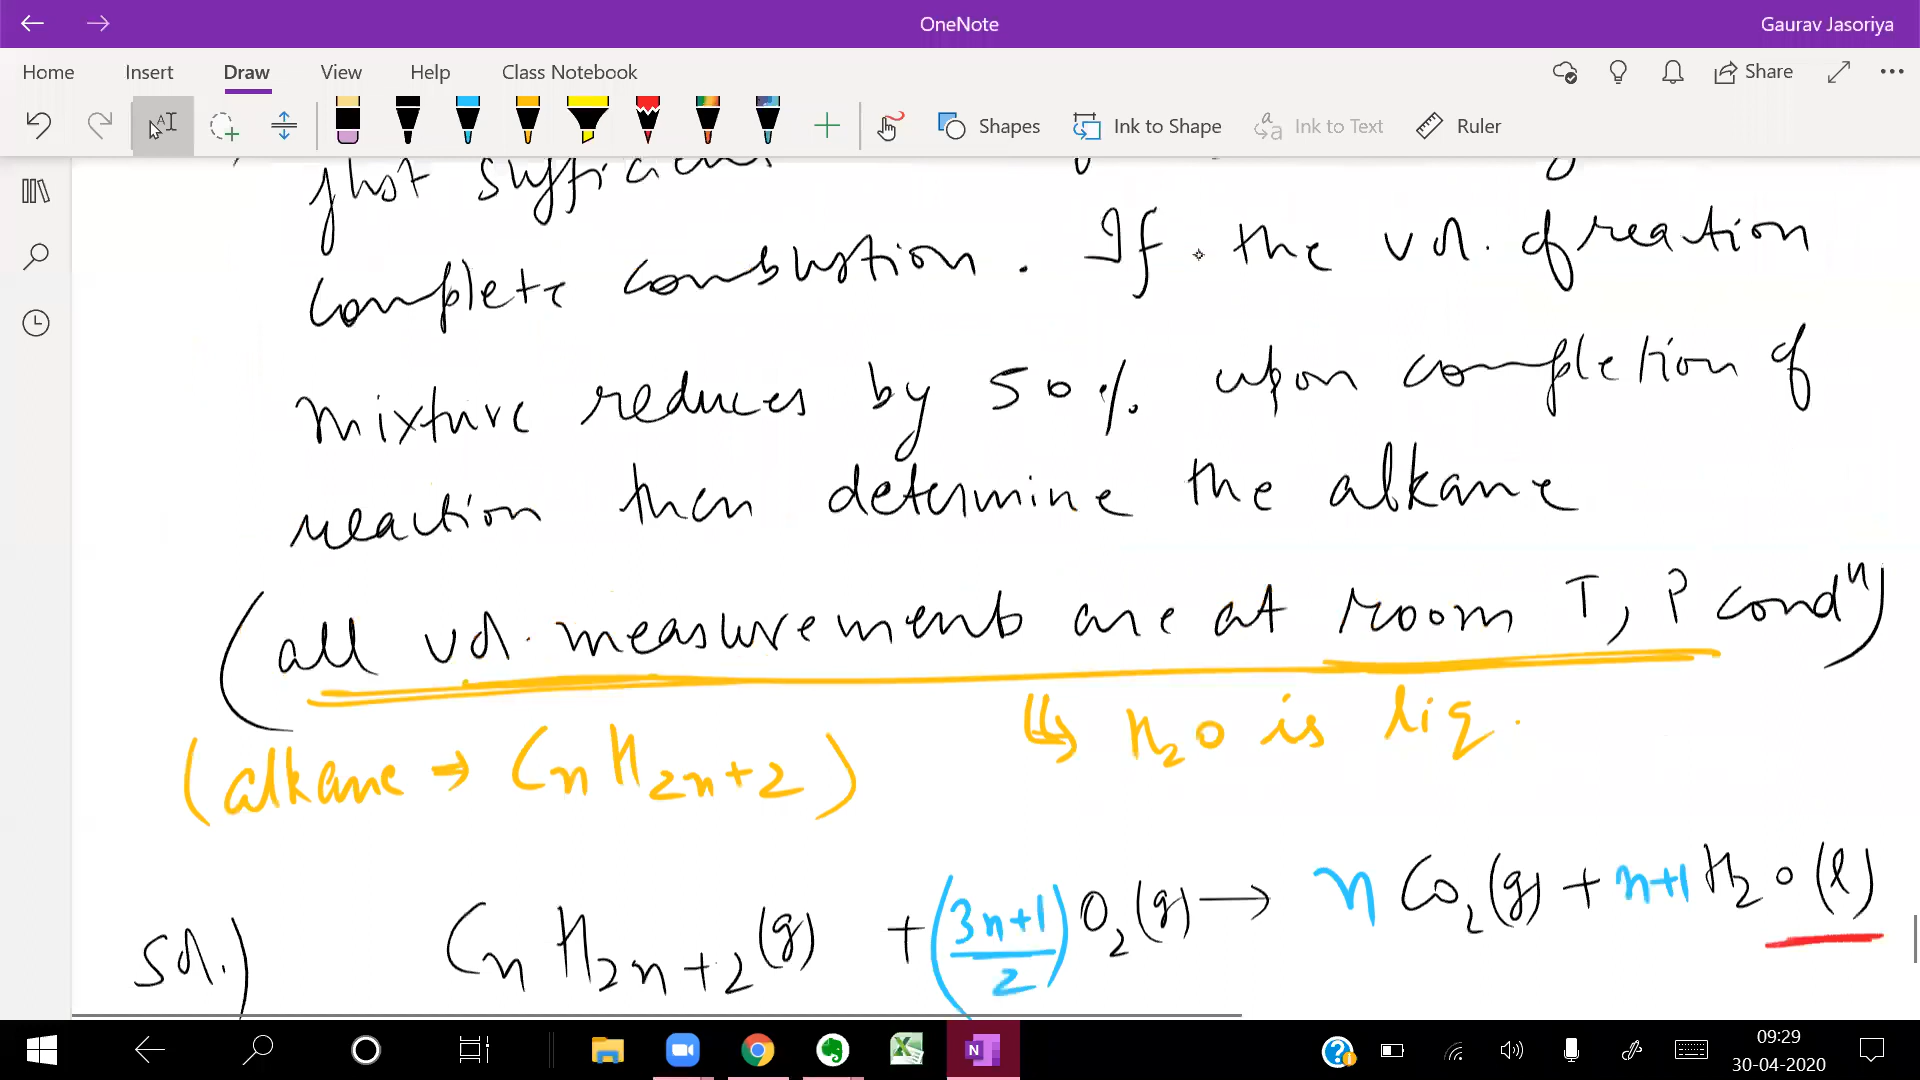 OneNote
Gaurav Jasoriya
Home Insert Draw View Help Class Notebook Share
Shapes Ink to Shape Ink to Text Ruler
just sufficient
complete combustion. If the vol. of reaction
mixture reduces by 50% upon completion of
reaction then determine the alkane
(all vol. measurements are at room T, P condⁿ)
↳ H₂O is liq.
(alkane → CnH2n+2)
Sol.) CnH2n+2(g) + (3n+1)/2 O₂(g) → n CO₂(g) + n+1 H₂O(l)
09:29
30-04-2020